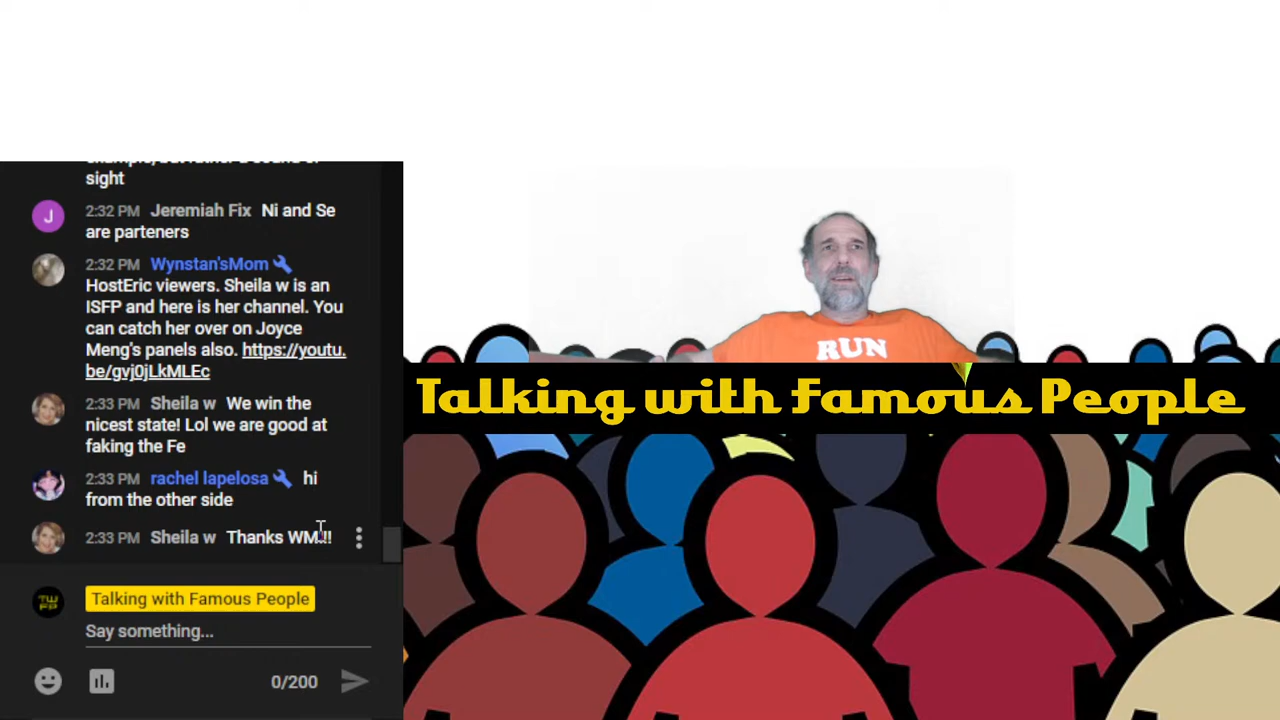 sight
2:32 PM Jeremiah Fix Ni and Se
are parteners
2:32 PM Wynstan'sMom
HostEric viewers. Sheila w is an
ISFP and here is her channel. You
can catch her over on Joyce
Meng's panels also. https://youtu.
be/gvj0jLkMLEc
2:33 PM Sheila w We win the
nicest state! Lol we are good at
faking the Fe
2:33 PM rachel lapelosa hi
from the other side
2:33 PM Sheila w Thanks WM!!!
Talking with Famous People
Say something...
0/200
J
TW
FP
RUN
Talking with Famous People